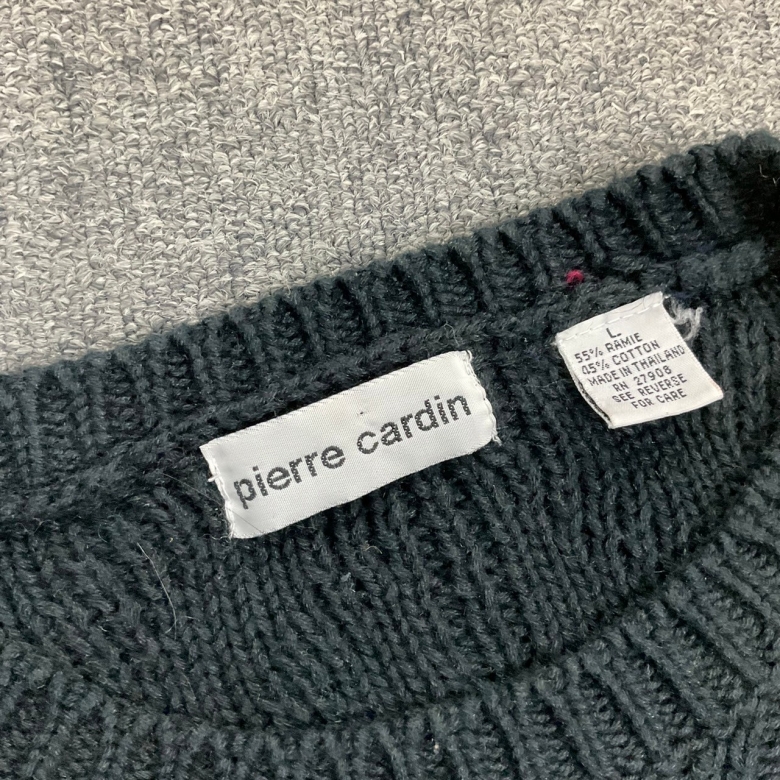 pierre cardin
L
55% RAMIE
45% COTTON
MADE IN THAILAND
RN 27908
SEE REVERSE
FOR CARE